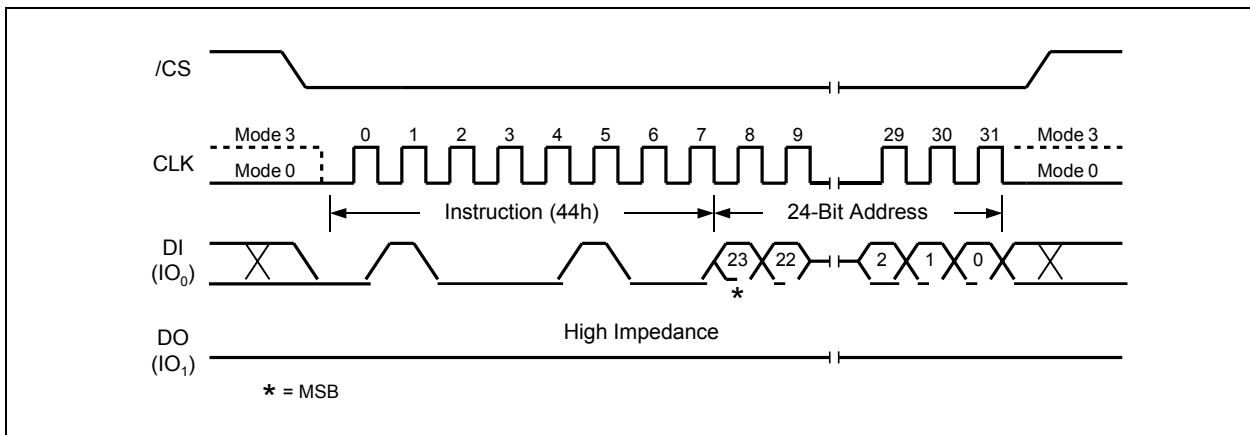 /CS
Mode 3 0 1 2 3 4 5 6 7 8 9 29 30 31 Mode 3
CLK
Mode 0 Mode 0
Instruction (44h) 24-Bit Address
DI
(IO0)
23 22 2 1 0
*
High Impedance
DO
(IO1)
* = MSB